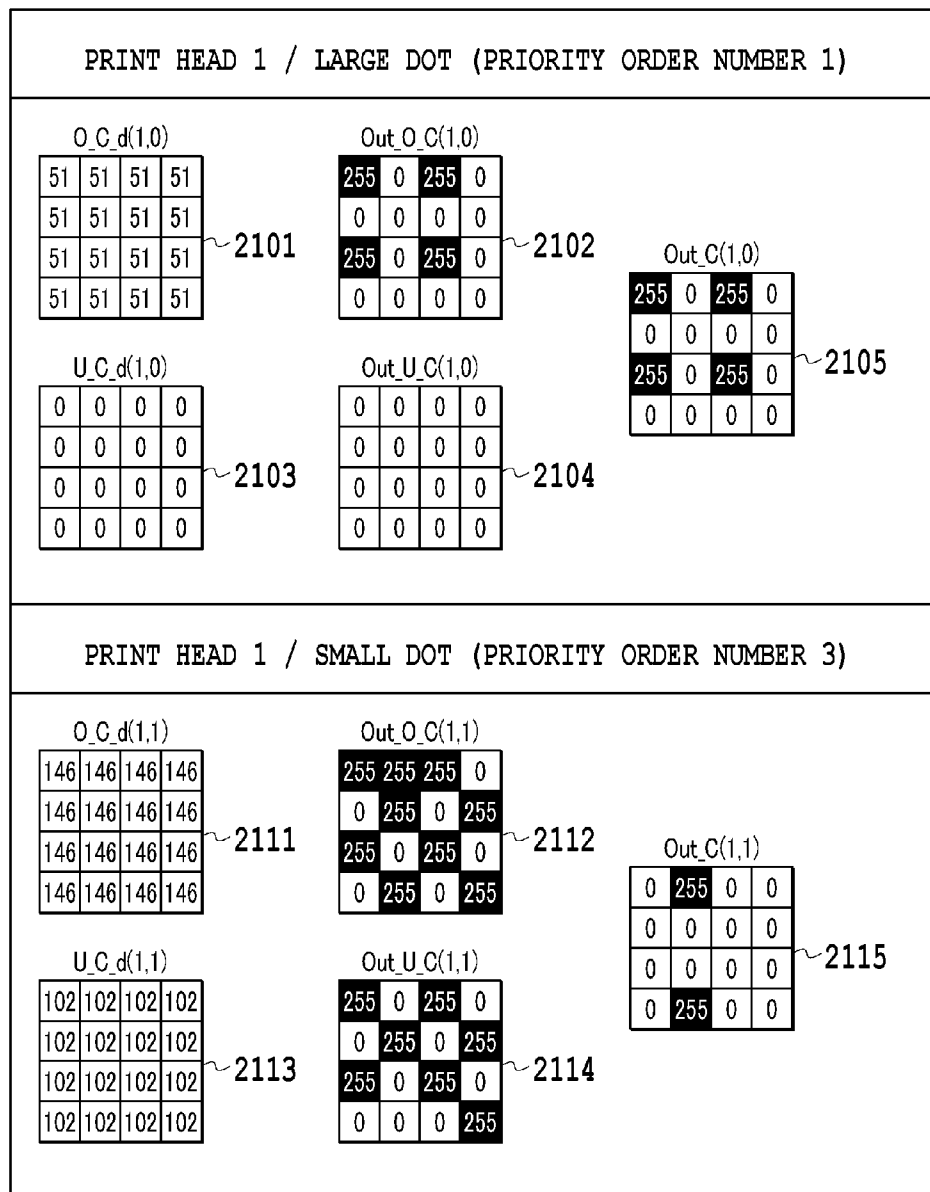 PRINT HEAD 1 / LARGE DOT (PRIORITY ORDER NUMBER 1)
O_C_d(1,0)
51 51 51 51
51 51 51 51
51 51 51 51
51 51 51 51
2101
Out_O_C(1,0)
255 0 255 0
0 0 0 0
255 0 255 0
0 0 0 0
2102
U_C_d(1,0)
0 0 0 0
0 0 0 0
0 0 0 0
0 0 0 0
2103
Out_U_C(1,0)
0 0 0 0
0 0 0 0
0 0 0 0
0 0 0 0
2104
Out_C(1,0)
255 0 255 0
0 0 0 0
255 0 255 0
0 0 0 0
2105
PRINT HEAD 1 / SMALL DOT (PRIORITY ORDER NUMBER 3)
O_C_d(1,1)
146 146 146 146
146 146 146 146
146 146 146 146
146 146 146 146
2111
Out_O_C(1,1)
255 255 255 0
0 255 0 255
255 0 255 0
0 255 0 255
2112
U_C_d(1,1)
102 102 102 102
102 102 102 102
102 102 102 102
102 102 102 102
2113
Out_U_C(1,1)
255 0 255 0
0 255 0 255
255 0 255 0
0 0 0 255
2114
Out_C(1,1)
0 255 0 0
0 0 0 0
0 0 0 0
0 255 0 0
2115